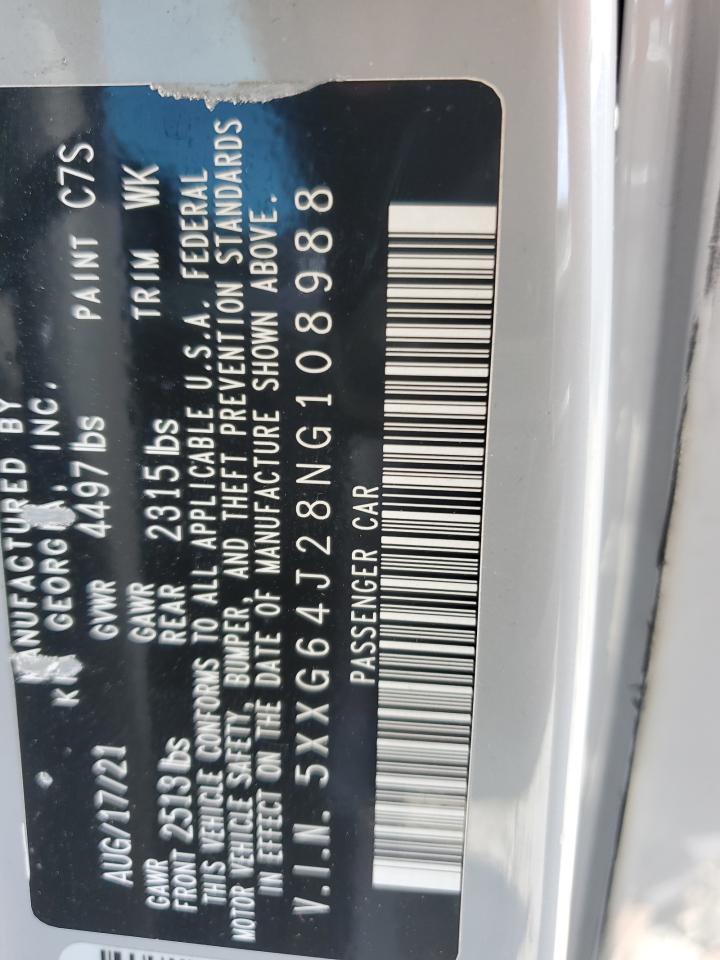 MANUFACTURED BY
GEORGIA, INC.
AUG/17/21 GVWR 4497 lbs PAINT C7S
GAWR FRONT 2513 lbs GAWR REAR 2315 lbs TRIM WK
THIS VEHICLE CONFORMS TO ALL APPLICABLE U.S.A. FEDERAL
MOTOR VEHICLE SAFETY, BUMPER, AND THEFT PREVENTION STANDARDS
IN EFFECT ON THE DATE OF MANUFACTURE SHOWN ABOVE.
V.I.N. 5XXG64J28NG108988
PASSENGER CAR